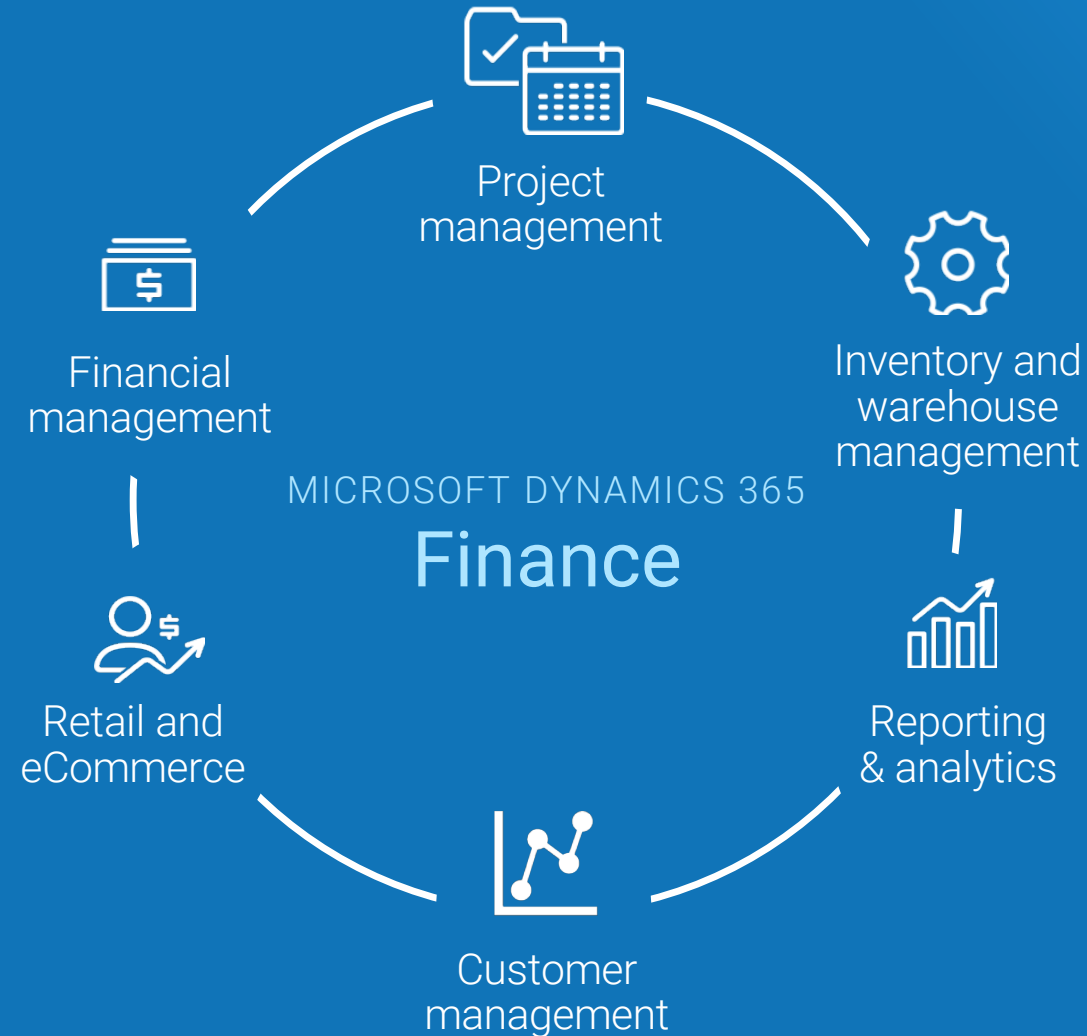 Project
management
Inventory and
warehouse
management
Financial
management
MICROSOFT DYNAMICS 365
Finance
Reporting
& analytics
Retail and
eCommerce
Customer
management